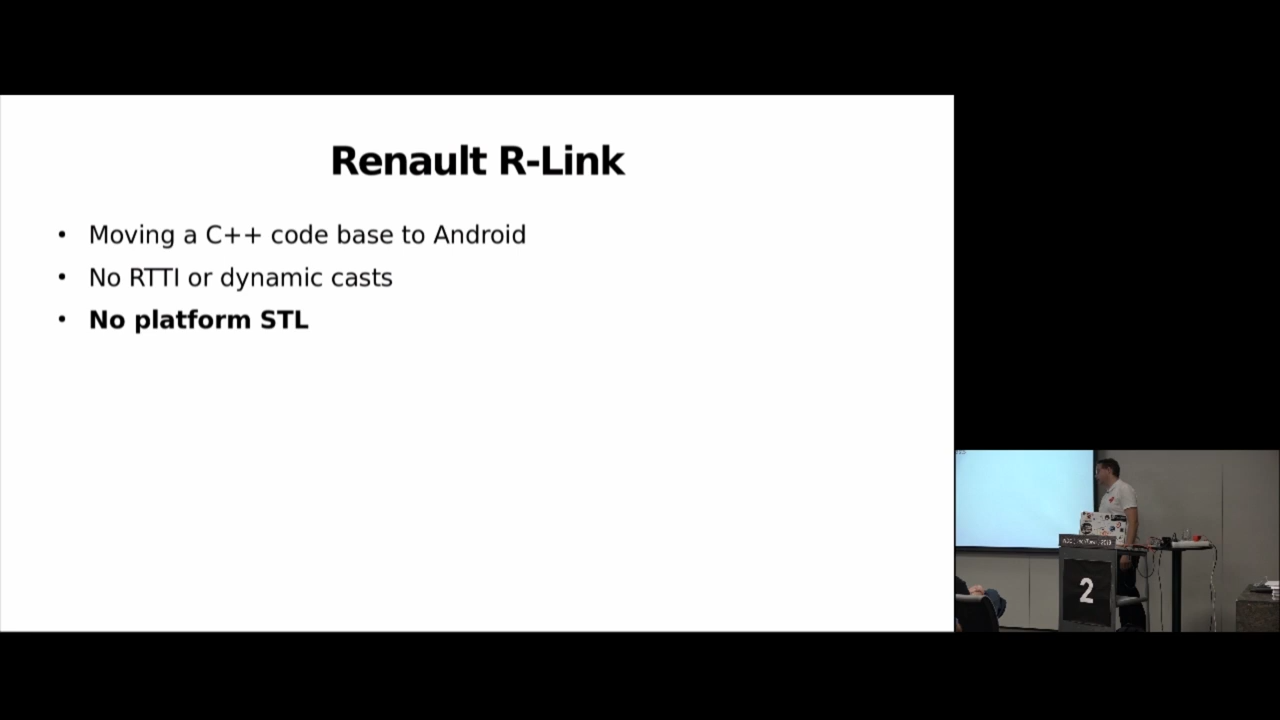 Renault R-Link
• Moving a C++ code base to Android
• No RTTI or dynamic casts
• No platform STL
2